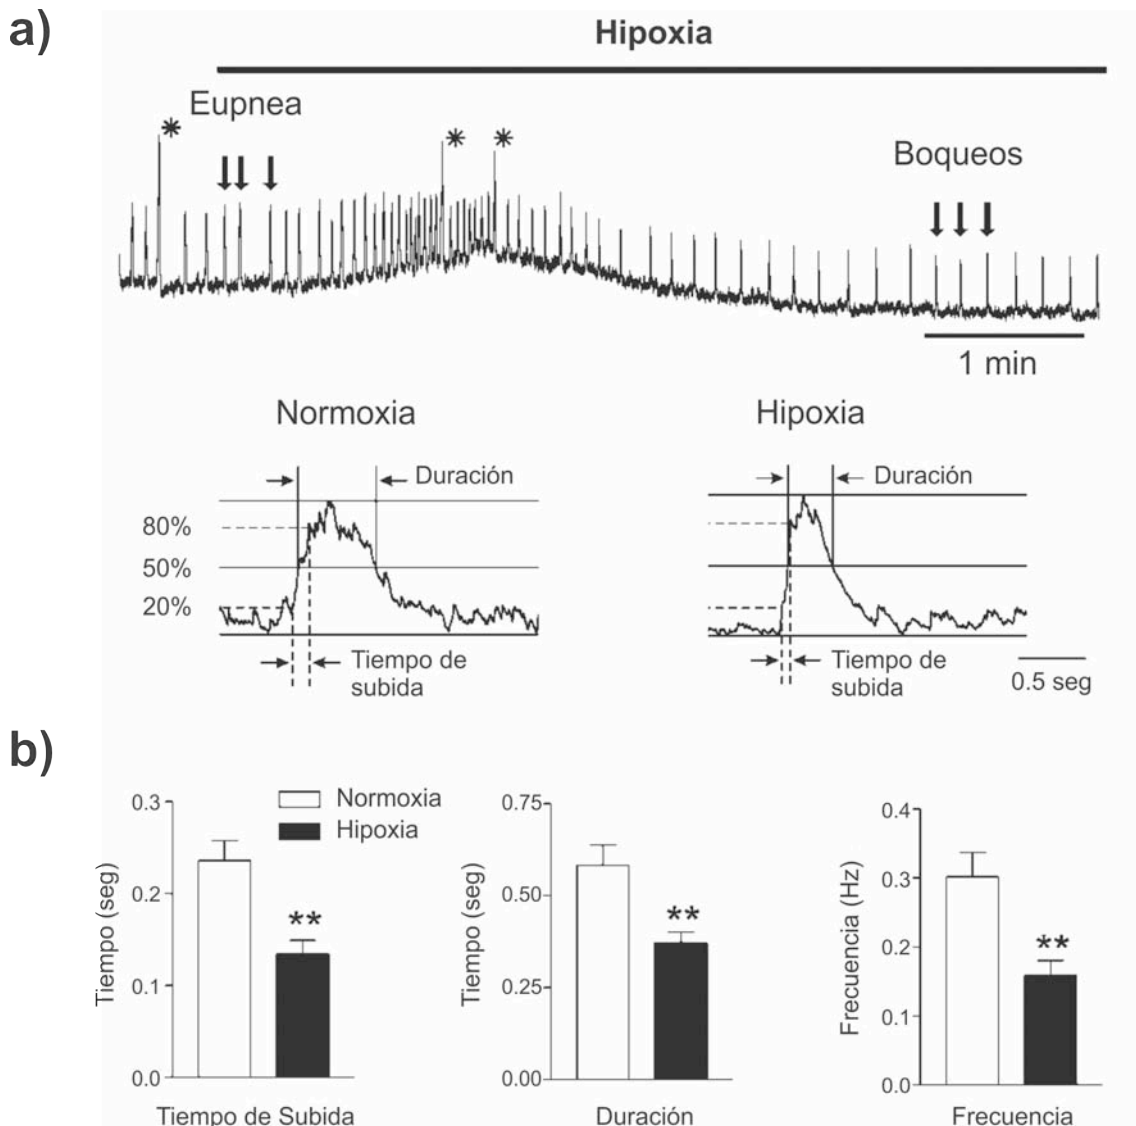 a)
Hipoxia
Eupnea
*
*
*
Boqueos
1 min
Normoxia
Hipoxia
Duración
Duración
80%
50%
20%
Tiempo de
subida
Tiempo de
subida
0.5 seg
b)
Normoxia
Hipoxia
Tiempo (seg)
0.3
0.2
0.1
0.0
**
Tiempo de Subida
Tiempo (seg)
0.75
0.50
0.25
0.00
**
Duración
Frecuencia (Hz)
0.4
0.3
0.2
0.1
0.0
**
Frecuencia